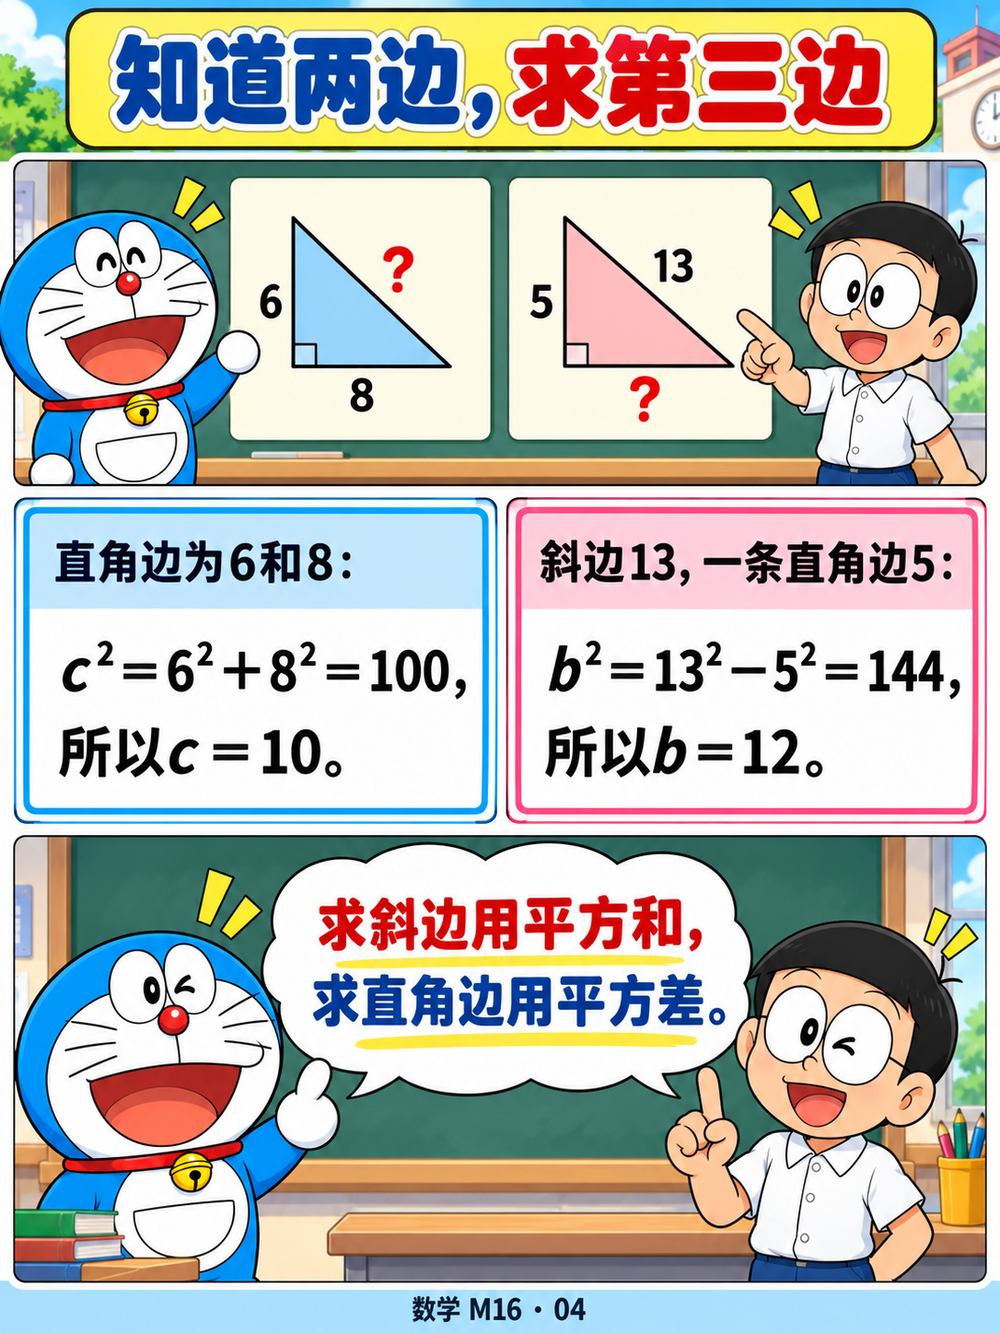 知道两边，求第三边
6
?
8
5
13
?
直角边为6和8：
c²=6²+8²=100，
所以c=10。
斜边13，一条直角边5：
b²=13²−5²=144，
所以b=12。
求斜边用平方和，
求直角边用平方差。
数学 M16 · 04